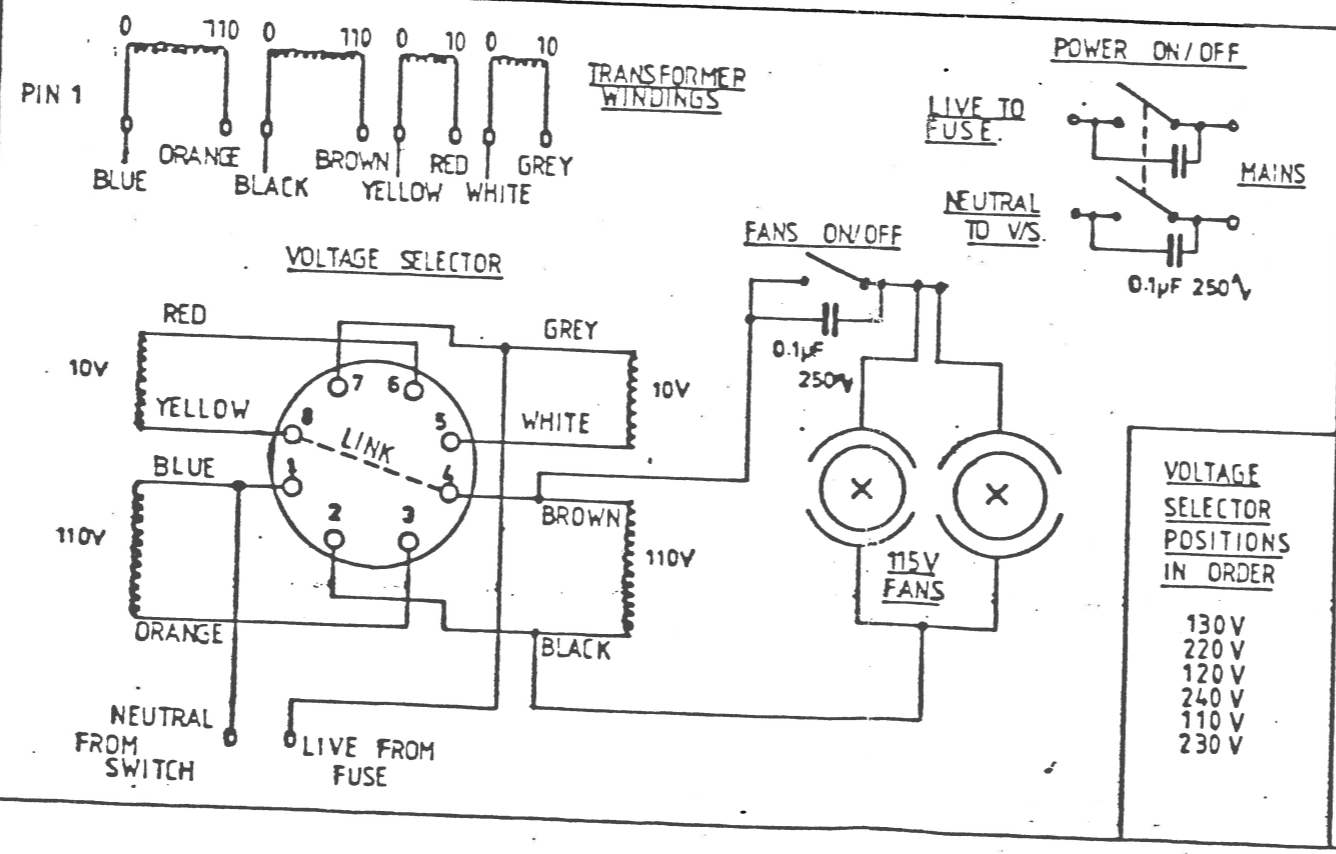 0 110 0 110 0 10 0 10
PIN 1
TRANSFORMER
WINDINGS
BLUE ORANGE BLACK BROWN YELLOW RED WHITE GREY
POWER ON/OFF
LIVE TO
FUSE.
MAINS
NEUTRAL
TO V/S.
0.1µF 250∿
FANS ON/OFF
0.1µF
250∿
VOLTAGE SELECTOR
RED
10V
YELLOW
BLUE
110V
ORANGE
7 6
8 5
LINK
1 4
2 3
GREY
10V
WHITE
BROWN
110V
BLACK
115V
FANS
NEUTRAL
FROM
SWITCH
LIVE FROM
FUSE
VOLTAGE
SELECTOR
POSITIONS
IN ORDER
130V
220V
120V
240V
110V
230V